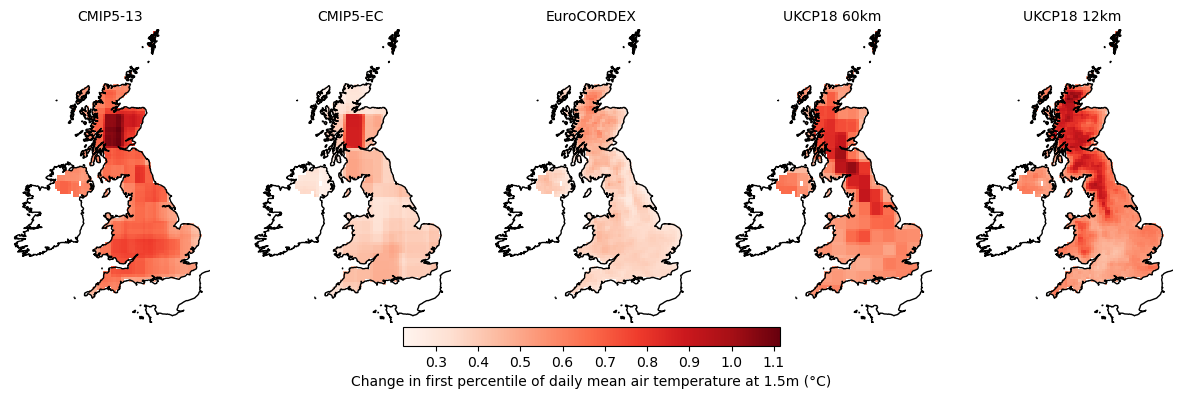 CMIP5-13 CMIP5-EC EuroCORDEX UKCP18 60km UKCP18 12km
0.3 0.4 0.5 0.6 0.7 0.8 0.9 1.0 1.1
Change in first percentile of daily mean air temperature at 1.5m (°C)